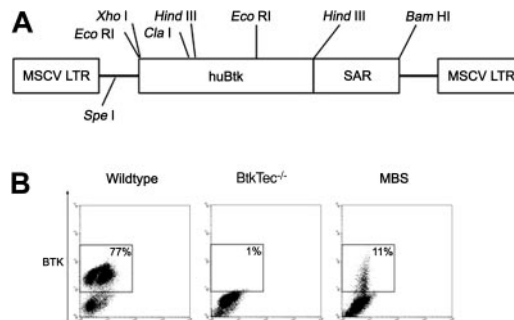 A
Xho I
Hind III
Eco RI
Hind III
Bam HI
Eco RI
Cla I
MSCV LTR
huBtk
SAR
MSCV LTR
Spe I
B
Wildtype
BtkTec-/-
MBS
77%
1%
11%
BTK